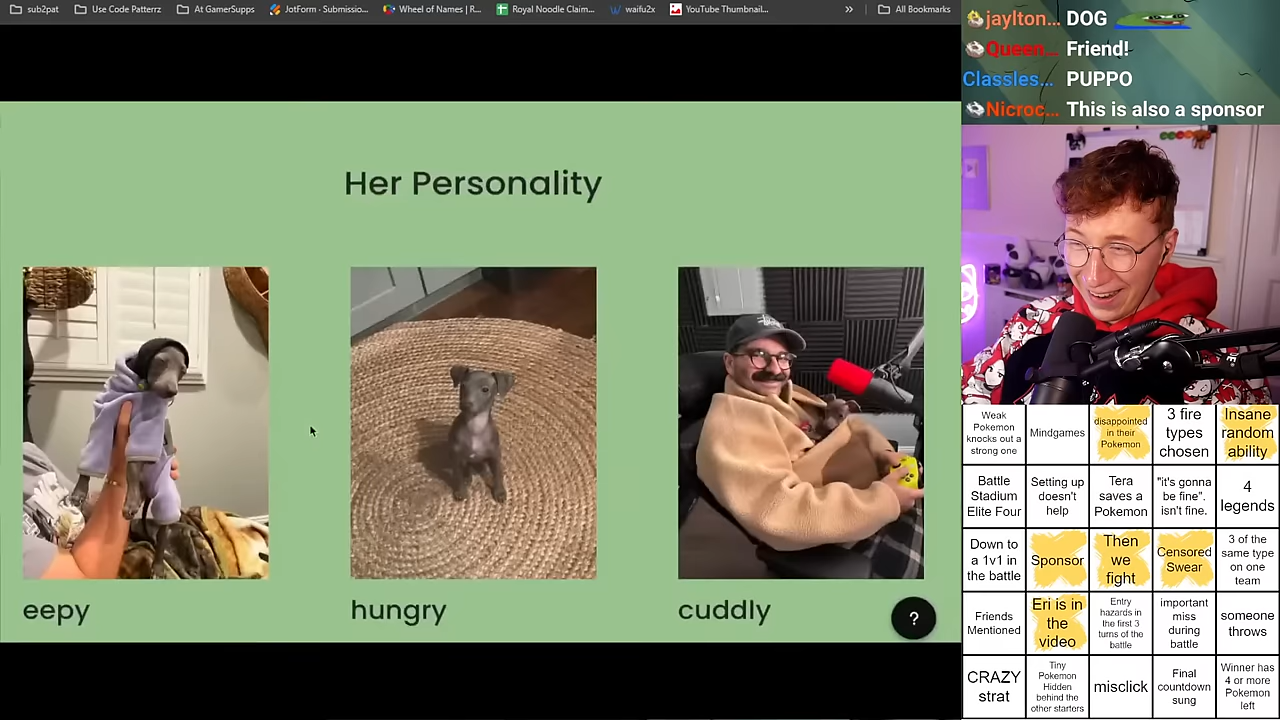 sub2pat
Use Code Patterrz
At GamerSupps
JotForm - Submissio...
Wheel of Names | R...
Royal Noodle Claim...
waifu2x
YouTube Thumbnail...
»
All Bookmarks
Her Personality
eepy
hungry
cuddly
?
jaylton... DOG
Queen... Friend!
Classles... PUPPO
Nicroc... This is also a sponsor
Weak
Pokemon
knocks out a
strong one
Mindgames
disappointed
in their
Pokemon
3 fire
types
chosen
Insane
random
ability
Battle
Stadium
Elite Four
Setting up
doesn't
help
Tera
saves a
Pokemon
"it's gonna
be fine".
isn't fine.
4
legends
Down to
a 1v1 in
the battle
Sponsor
Then
we
fight
Censored
Swear
3 of the
same type
on one
team
Friends
Mentioned
Eri is in
the
video
Entry
hazards in
the first 3
turns of the
battle
important
miss
during
battle
someone
throws
CRAZY
strat
Tiny
Pokemon
Hidden
behind the
other starters
misclick
Final
countdown
sung
Winner has
4 or more
Pokemon
left